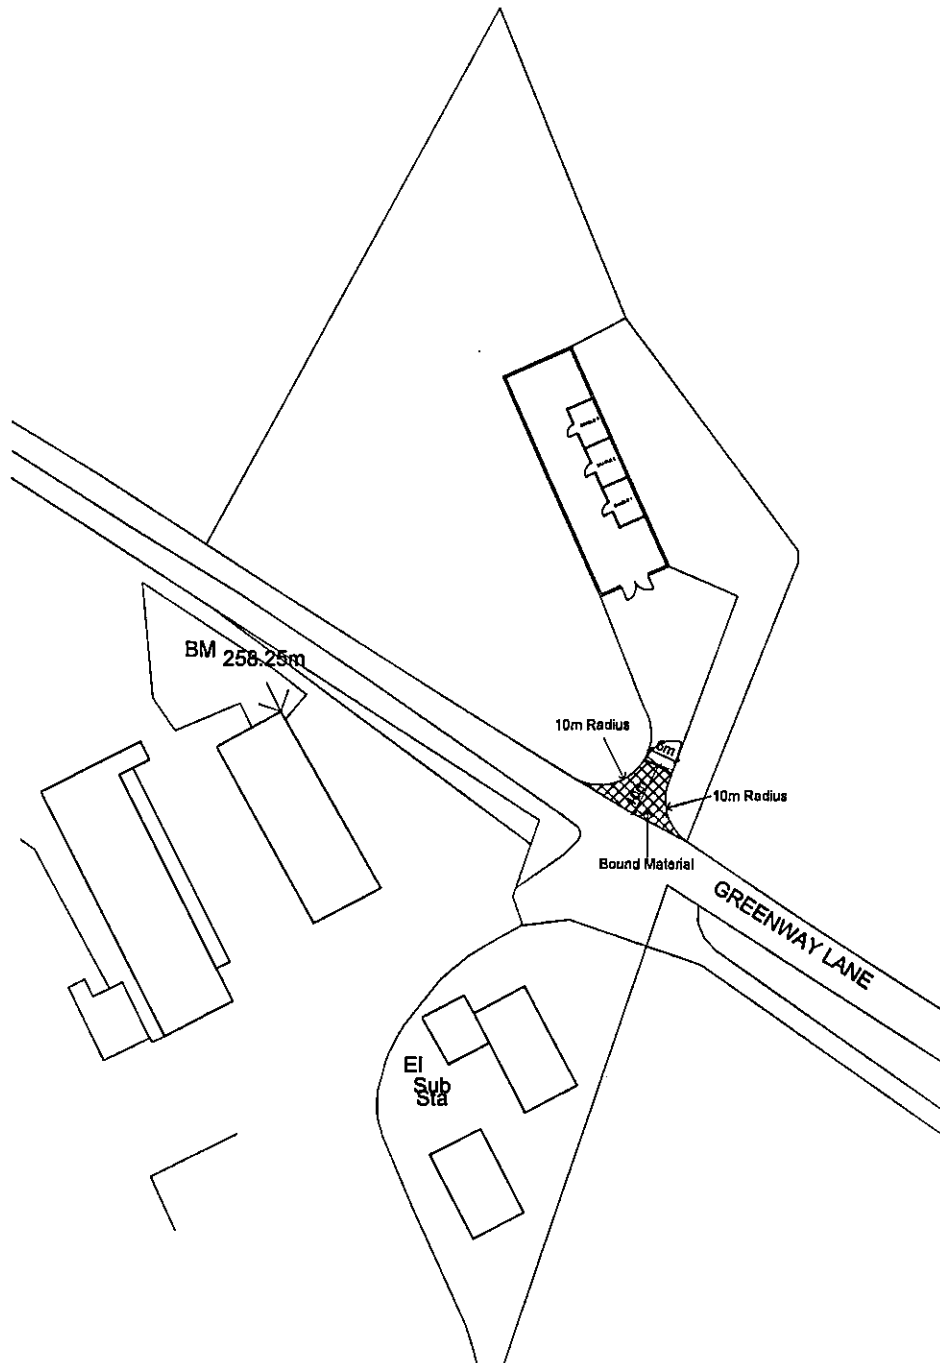 BM 258.25m
10m Radius
6m
10m Radius
Bound Material
GREENWAY LANE
El
Sub
Sta